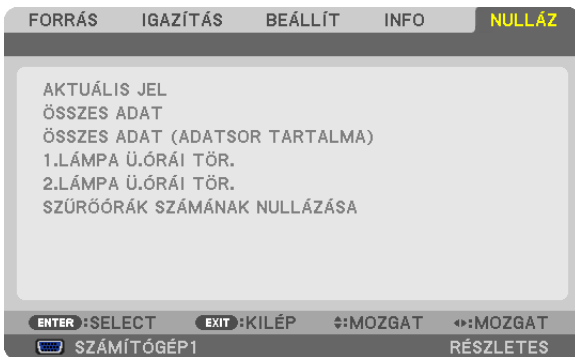 FORRÁS IGAZÍTÁS BEÁLLÍT INFO NULLÁZ
AKTUÁLIS JEL
ÖSSZES ADAT
ÖSSZES ADAT (ADATSOR TARTALMA)
1.LÁMPA Ü.ÓRÁI TÖR.
2.LÁMPA Ü.ÓRÁI TÖR.
SZŰRŐÓRÁK SZÁMÁNAK NULLÁZÁSA
ENTER :SELECT EXIT :KILÉP :MOZGAT :MOZGAT
SZÁMÍTÓGÉP1 RÉSZLETES